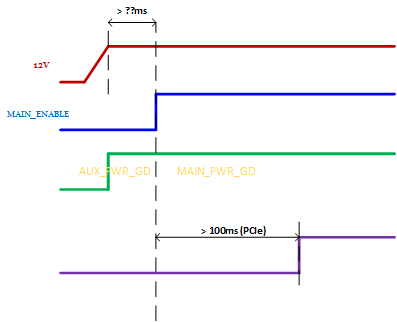 > ??ms
12V
MAIN_ENABLE
AUX_PWR_GD MAIN_PWR_GD
> 100ms (PCIe)